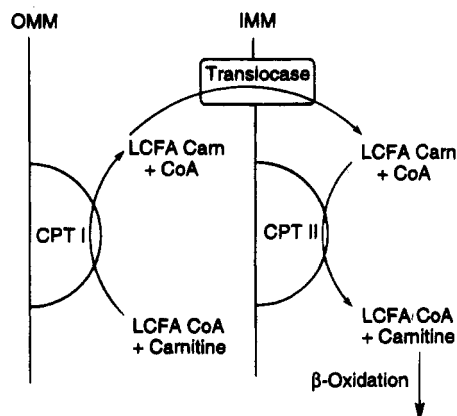 OMM
IMM
Translocase
LCFA Carn
+ CoA
LCFA Carn
+ CoA
CPT I
CPT II
LCFA CoA
+ Carnitine
LCFA CoA
+ Carnitine
β-Oxidation